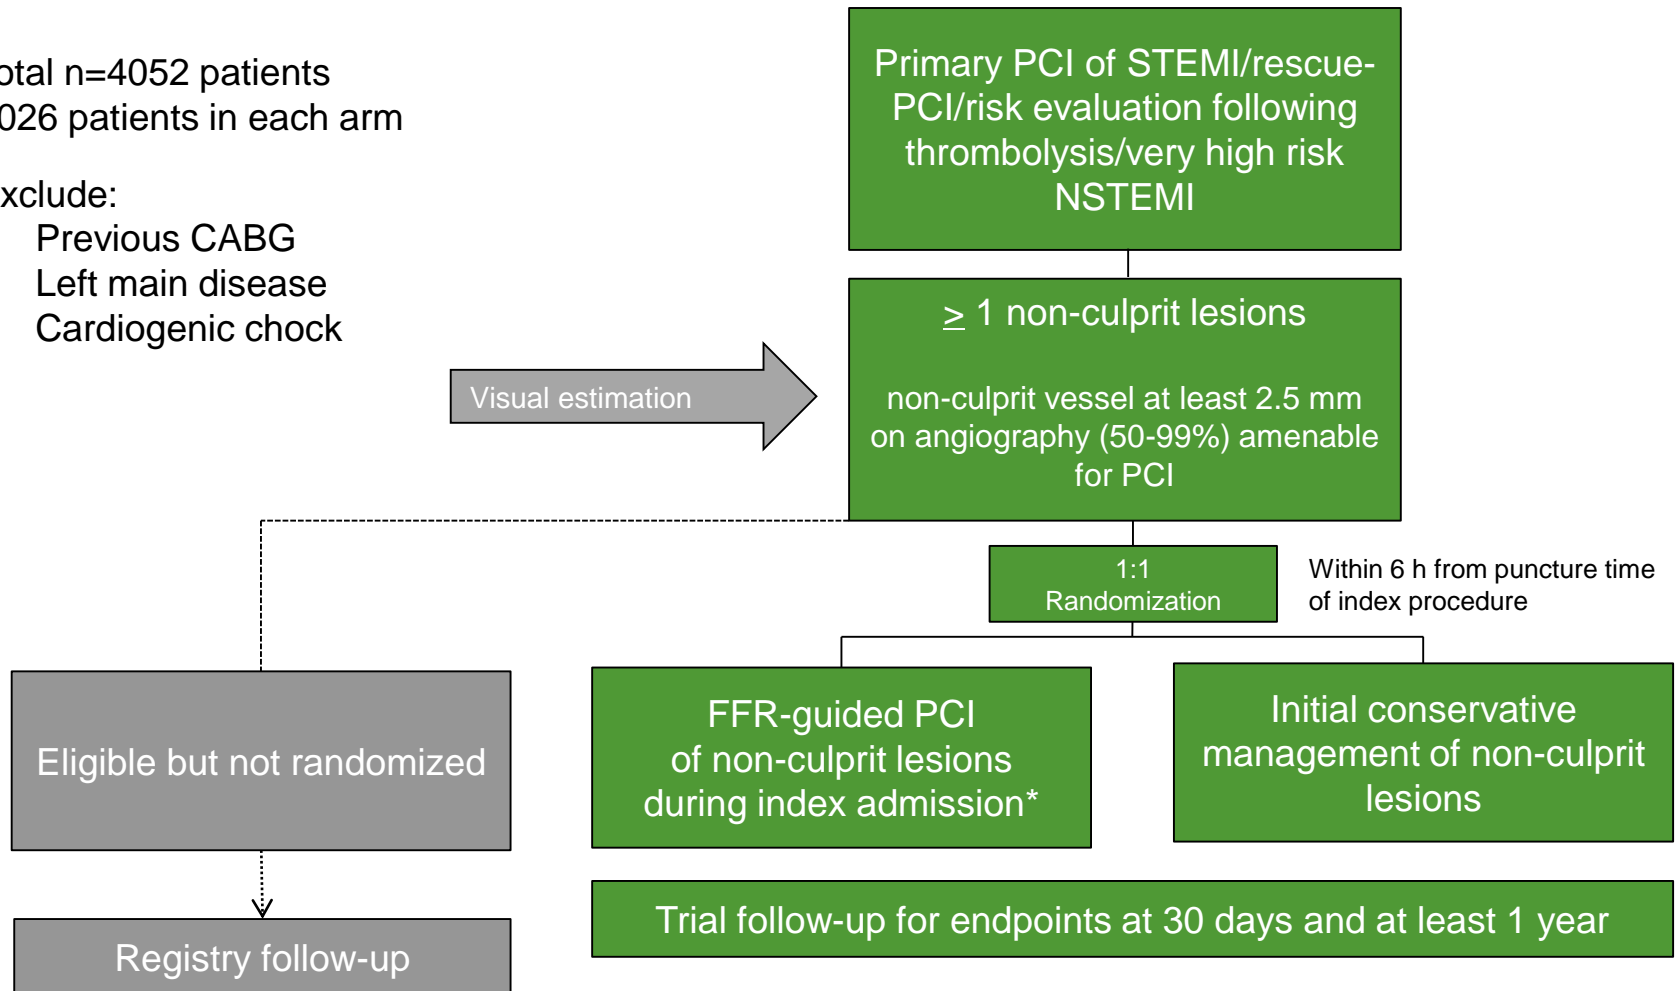 otal n=4052 patients
026 patients in each arm
xclude:
Previous CABG
Left main disease
Cardiogenic chock
Primary PCI of STEMI/rescue-
PCI/risk evaluation following
thrombolysis/very high risk
NSTEMI
Visual estimation
≥ 1 non-culprit lesions
non-culprit vessel at least 2.5 mm
on angiography (50-99%) amenable
for PCI
1:1
Randomization
Within 6 h from puncture time
of index procedure
Eligible but not randomized
FFR-guided PCI
of non-culprit lesions
during index admission*
Initial conservative
management of non-culprit
lesions
Registry follow-up
Trial follow-up for endpoints at 30 days and at least 1 year